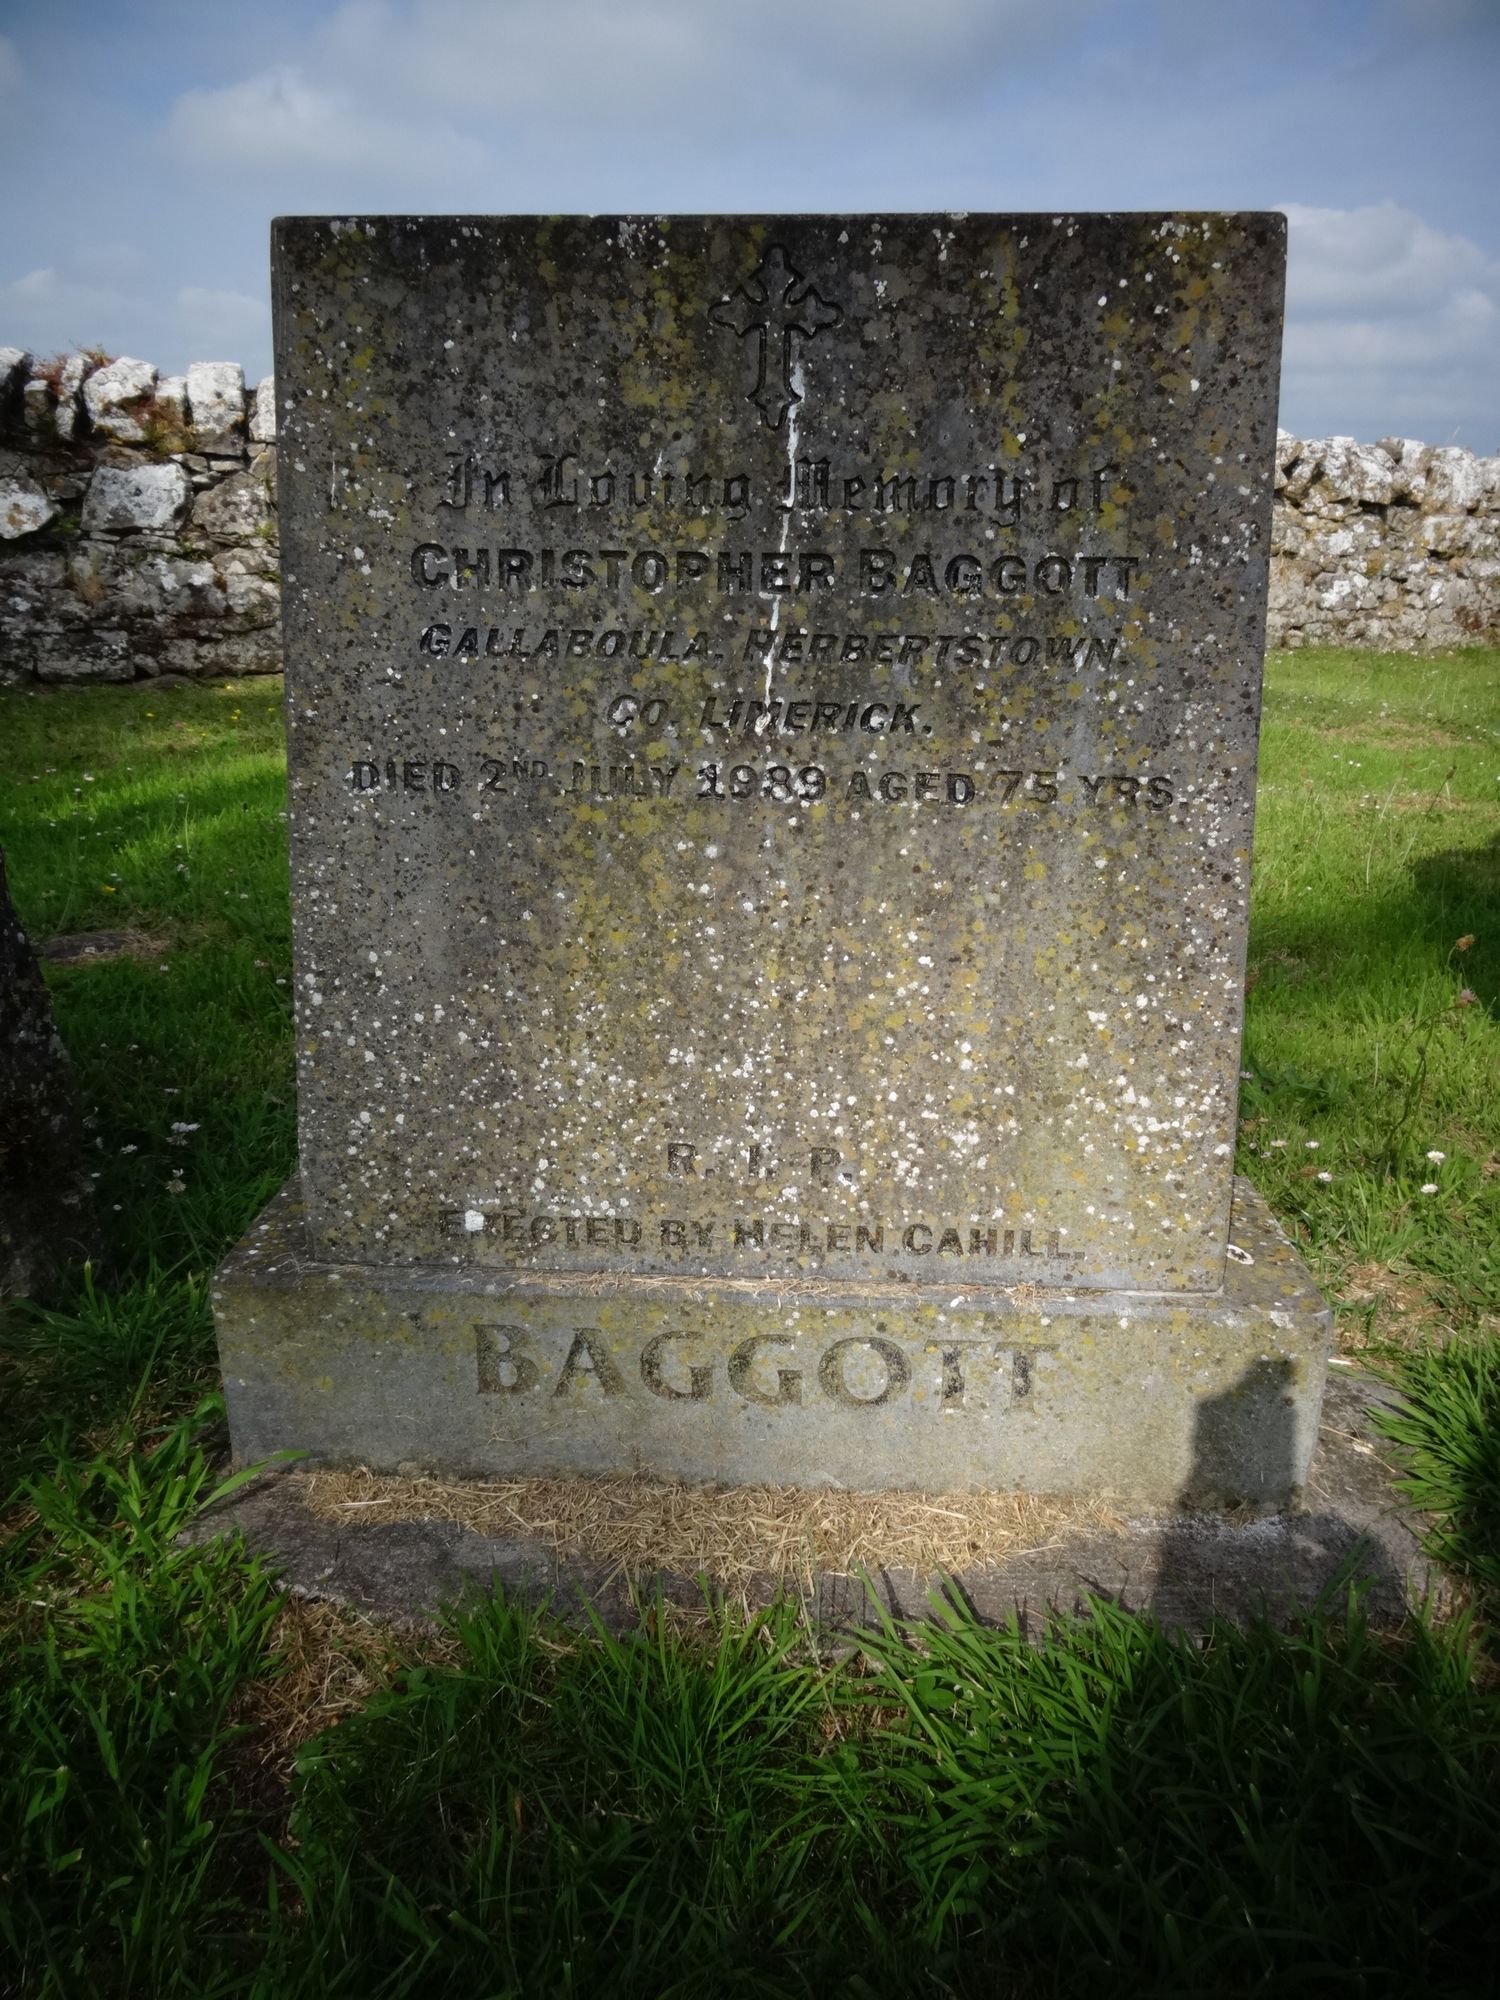 In Loving Memory of
CHRISTOPHER BAGGOTT
GALLABOULA. HERBERTSTOWN.
CO. LIMERICK.
DIED 2ND JULY 1989 AGED 75 YRS.
R. I. P.
ERECTED BY HELEN CAHILL.
BAGGOTT